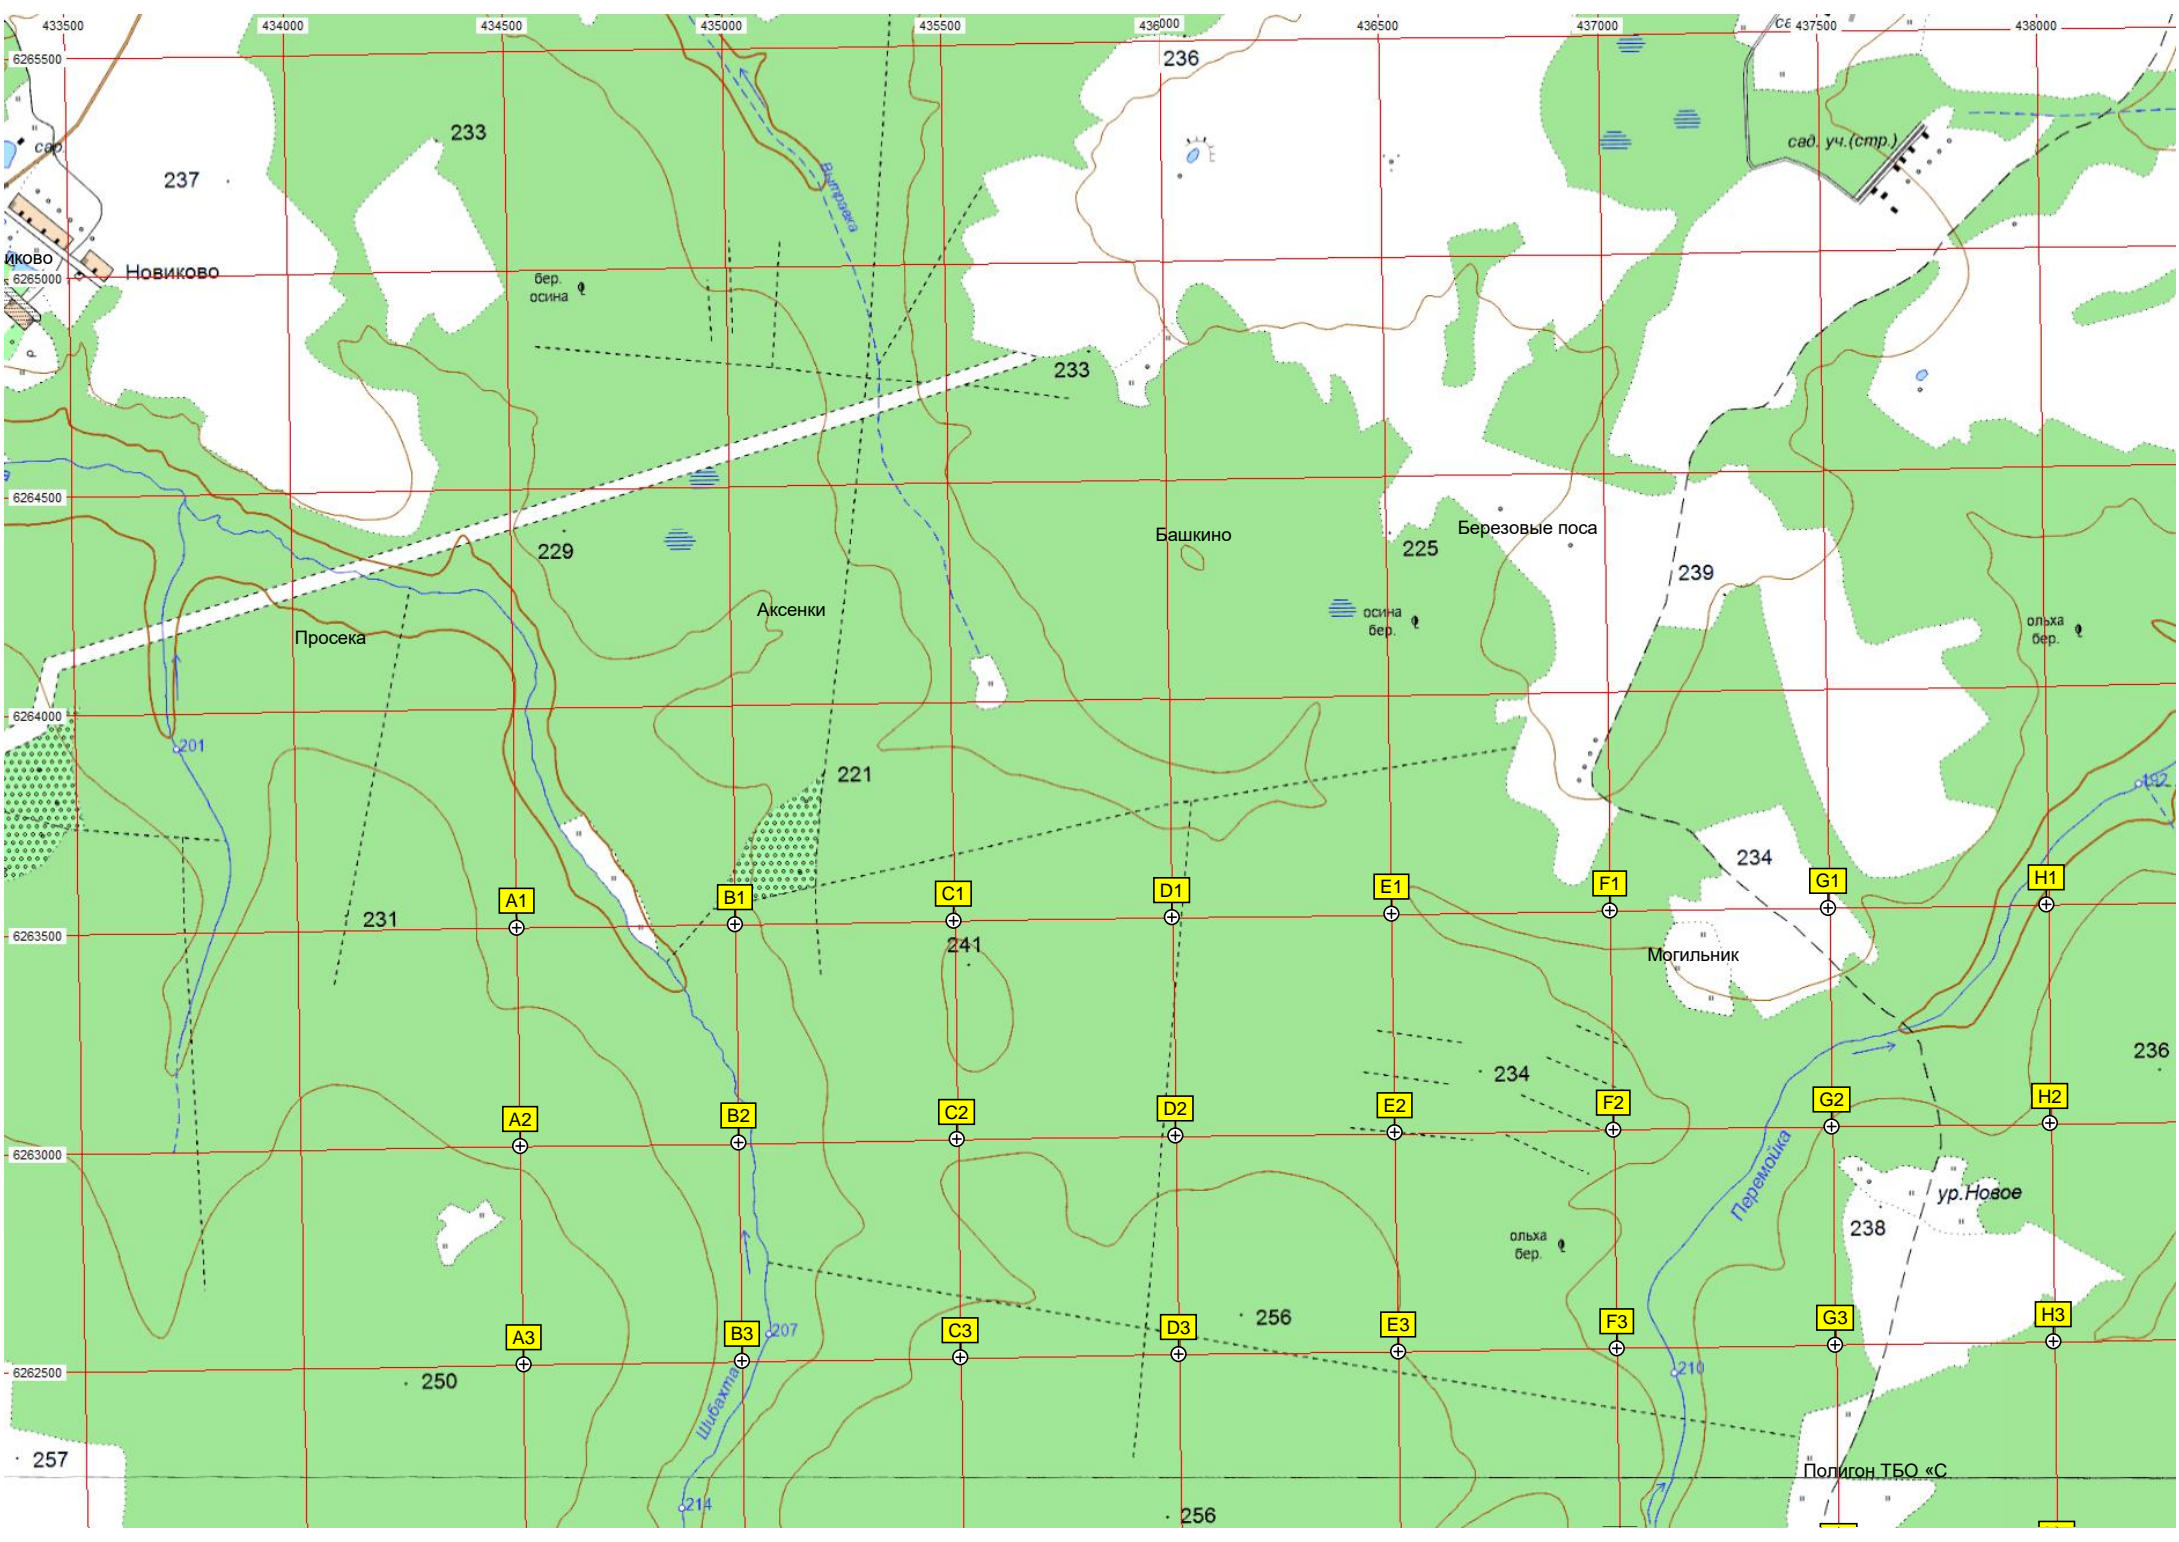 433500 434000 434500 435000 435500 436000 436500 437000 437500 438000
6265500
236
233
сар.
сад. уч.(стр.)
237
Вытравка
иково
Новиково
6265000
бер.
осина
233
6264500
Башкино
Березовые поса
229
225
239
Аксенки
осина
бер.
ольха
бер.
Просека
6264000
201
221
192
234
A1 B1 C1 D1 E1 F1 G1 H1
231
6263500
241
Могильник
234
236
A2 B2 C2 D2 E2 F2 G2 H2
6263000
Перемойка
ур.Новое
238
ольха
бер.
256
A3 B3 C3 D3 E3 F3 G3 H3
207
6262500
250
210
Шибахта
257
Полигон ТБО «С
214
256